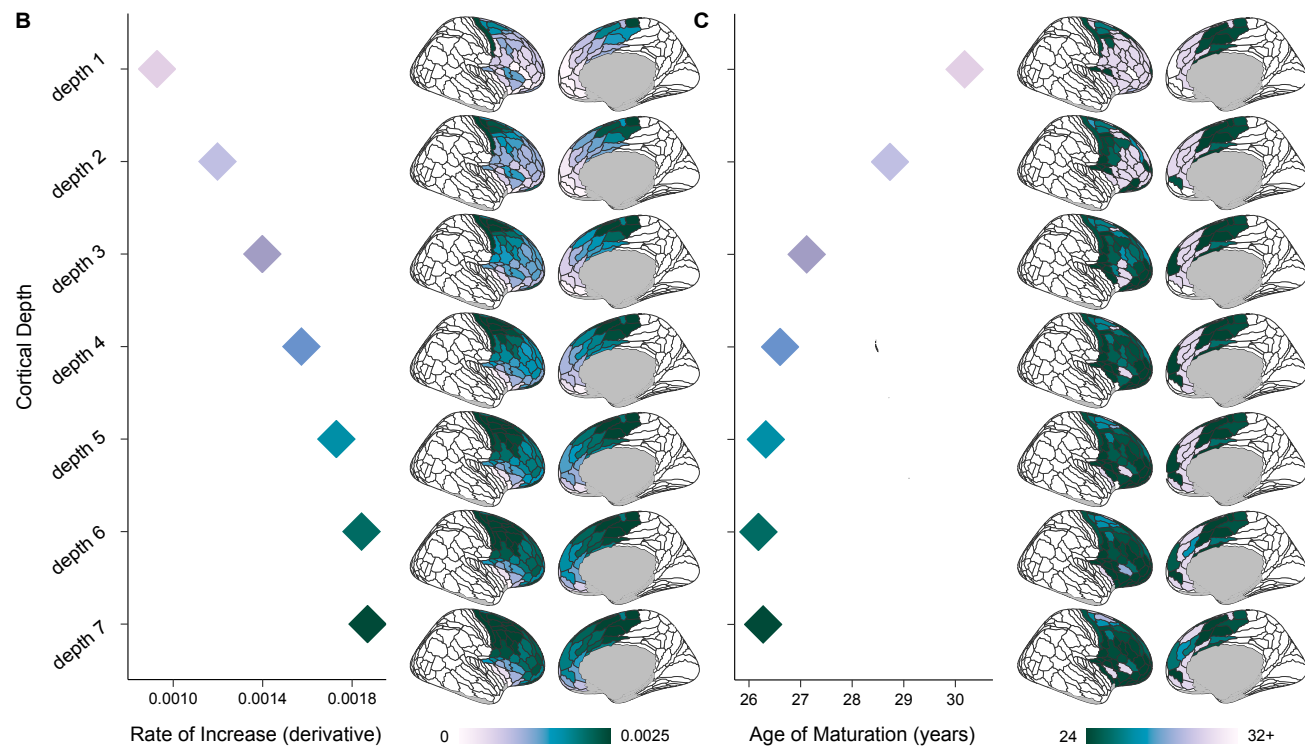 B
C
Cortical Depth
depth 1
depth 2
depth 3
depth 4
depth 5
depth 6
depth 7
0.0010 0.0014 0.0018
Rate of Increase (derivative)
0 0.0025
26 27 28 29 30
Age of Maturation (years)
24 32+